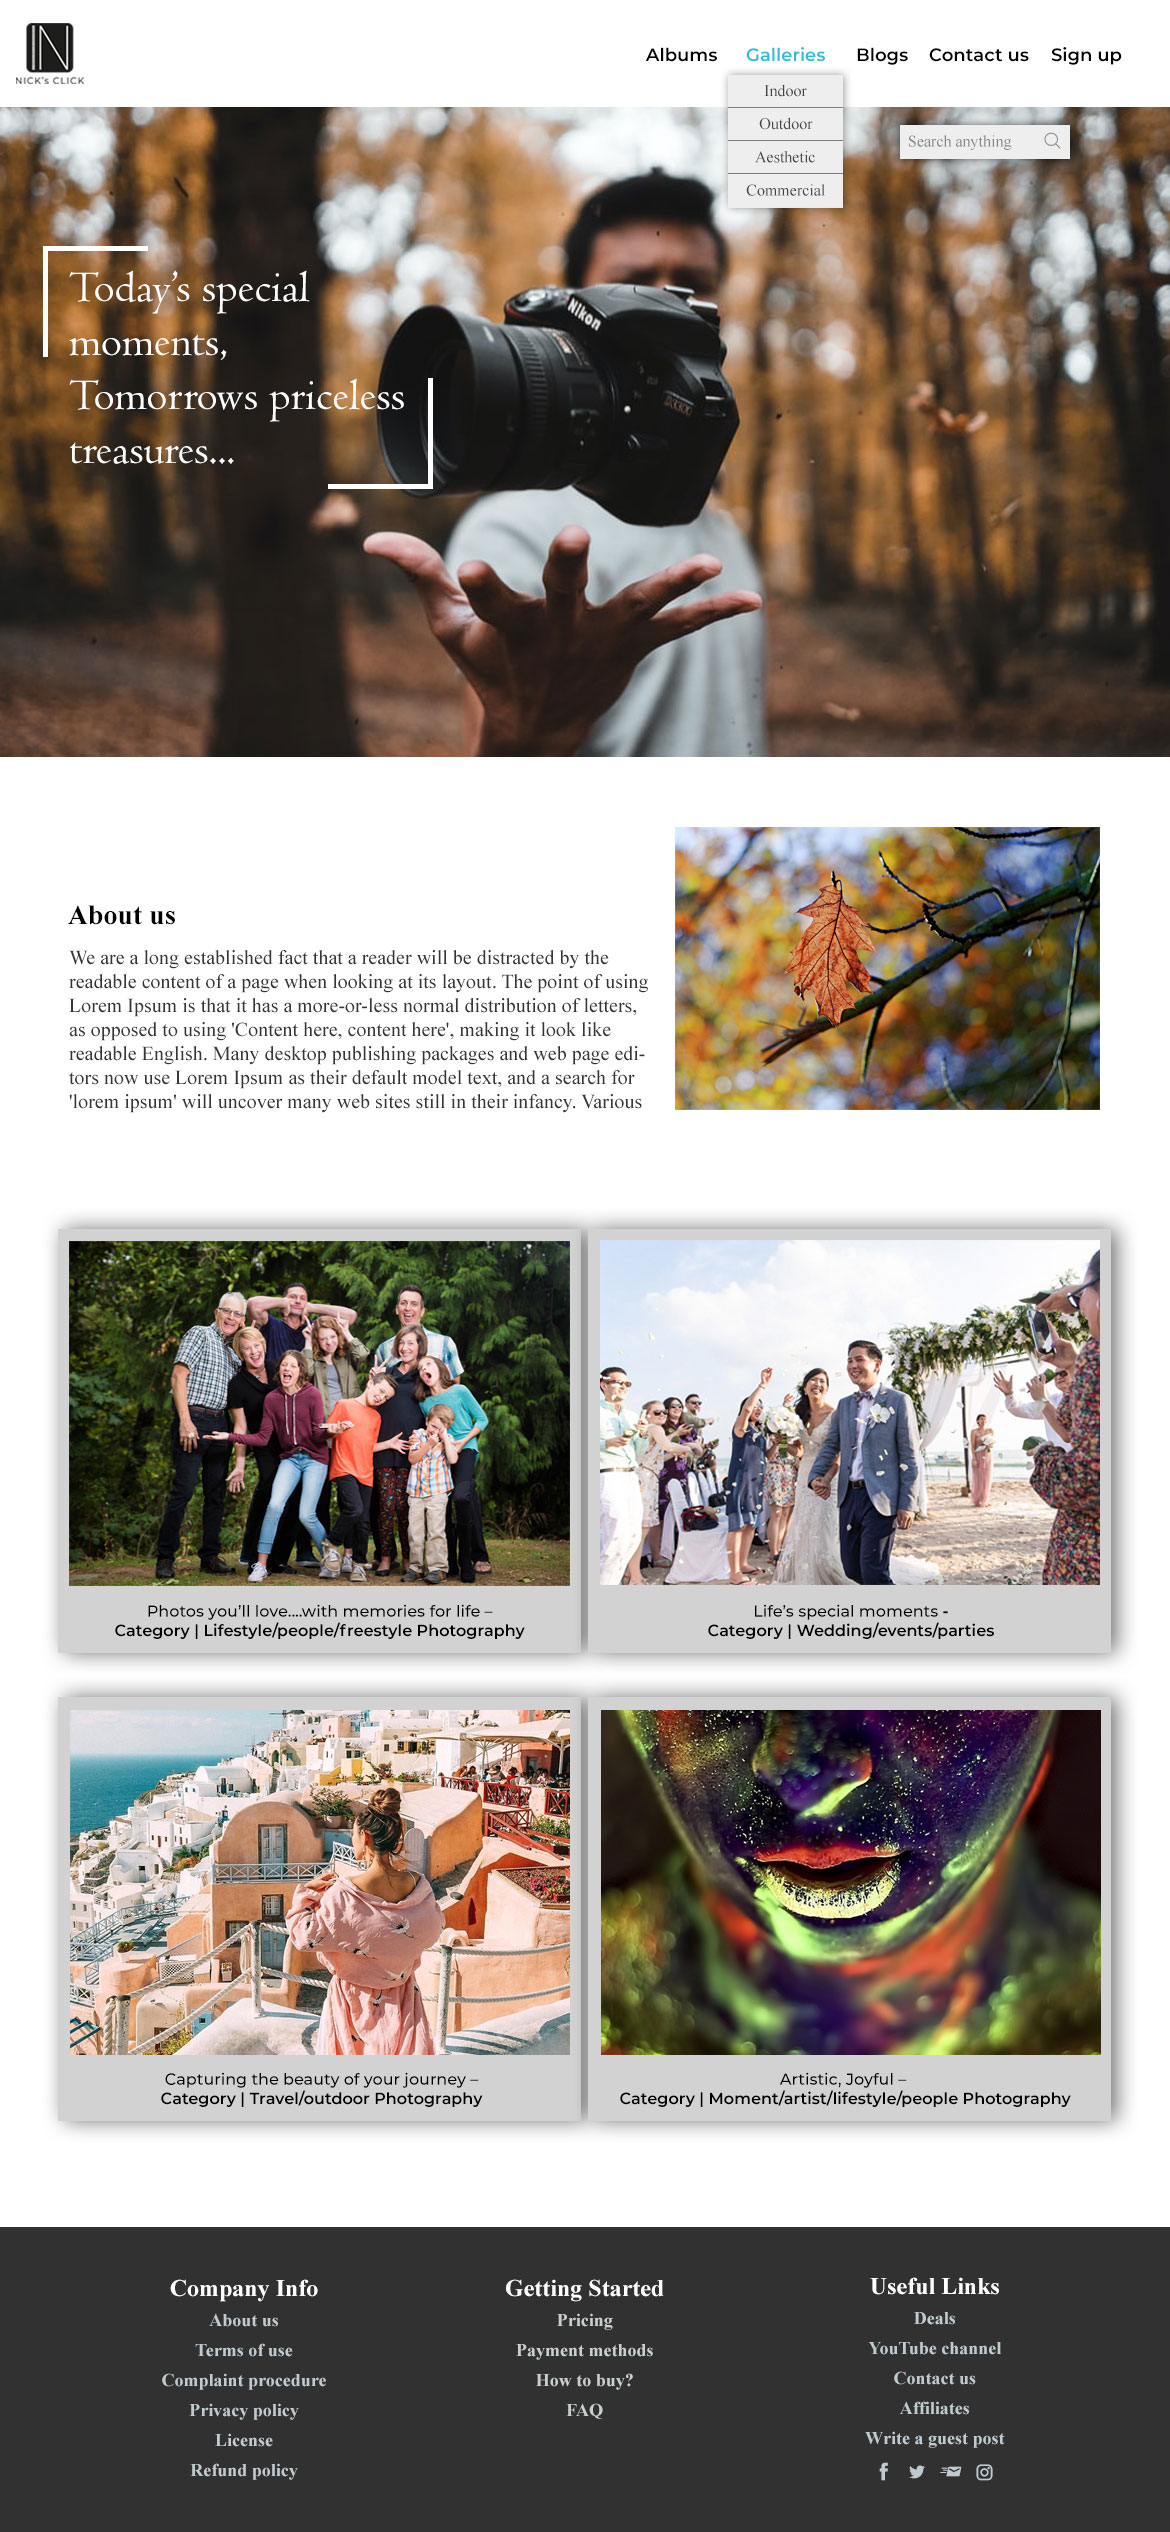 NICK's CLICK
Albums Galleries Blogs Contact us Sign up
Indoor
Outdoor
Aesthetic
Commercial
Search anything
Today's special
moments,
Tomorrows priceless
treasures...
Nikon
D3300
About us
We are a long established fact that a reader will be distracted by the
readable content of a page when looking at its layout. The point of using
Lorem Ipsum is that it has a more-or-less normal distribution of letters,
as opposed to using 'Content here, content here', making it look like
readable English. Many desktop publishing packages and web page edi-
tors now use Lorem Ipsum as their default model text, and a search for
'lorem ipsum' will uncover many web sites still in their infancy. Various
Photos you'll love....with memories for life –
Category | Lifestyle/people/freestyle Photography
Life's special moments -
Category | Wedding/events/parties
Capturing the beauty of your journey –
Category | Travel/outdoor Photography
Artistic, Joyful –
Category | Moment/artist/lifestyle/people Photography
Company Info
About us
Terms of use
Complaint procedure
Privacy policy
License
Refund policy
Getting Started
Pricing
Payment methods
How to buy?
FAQ
Useful Links
Deals
YouTube channel
Contact us
Affiliates
Write a guest post